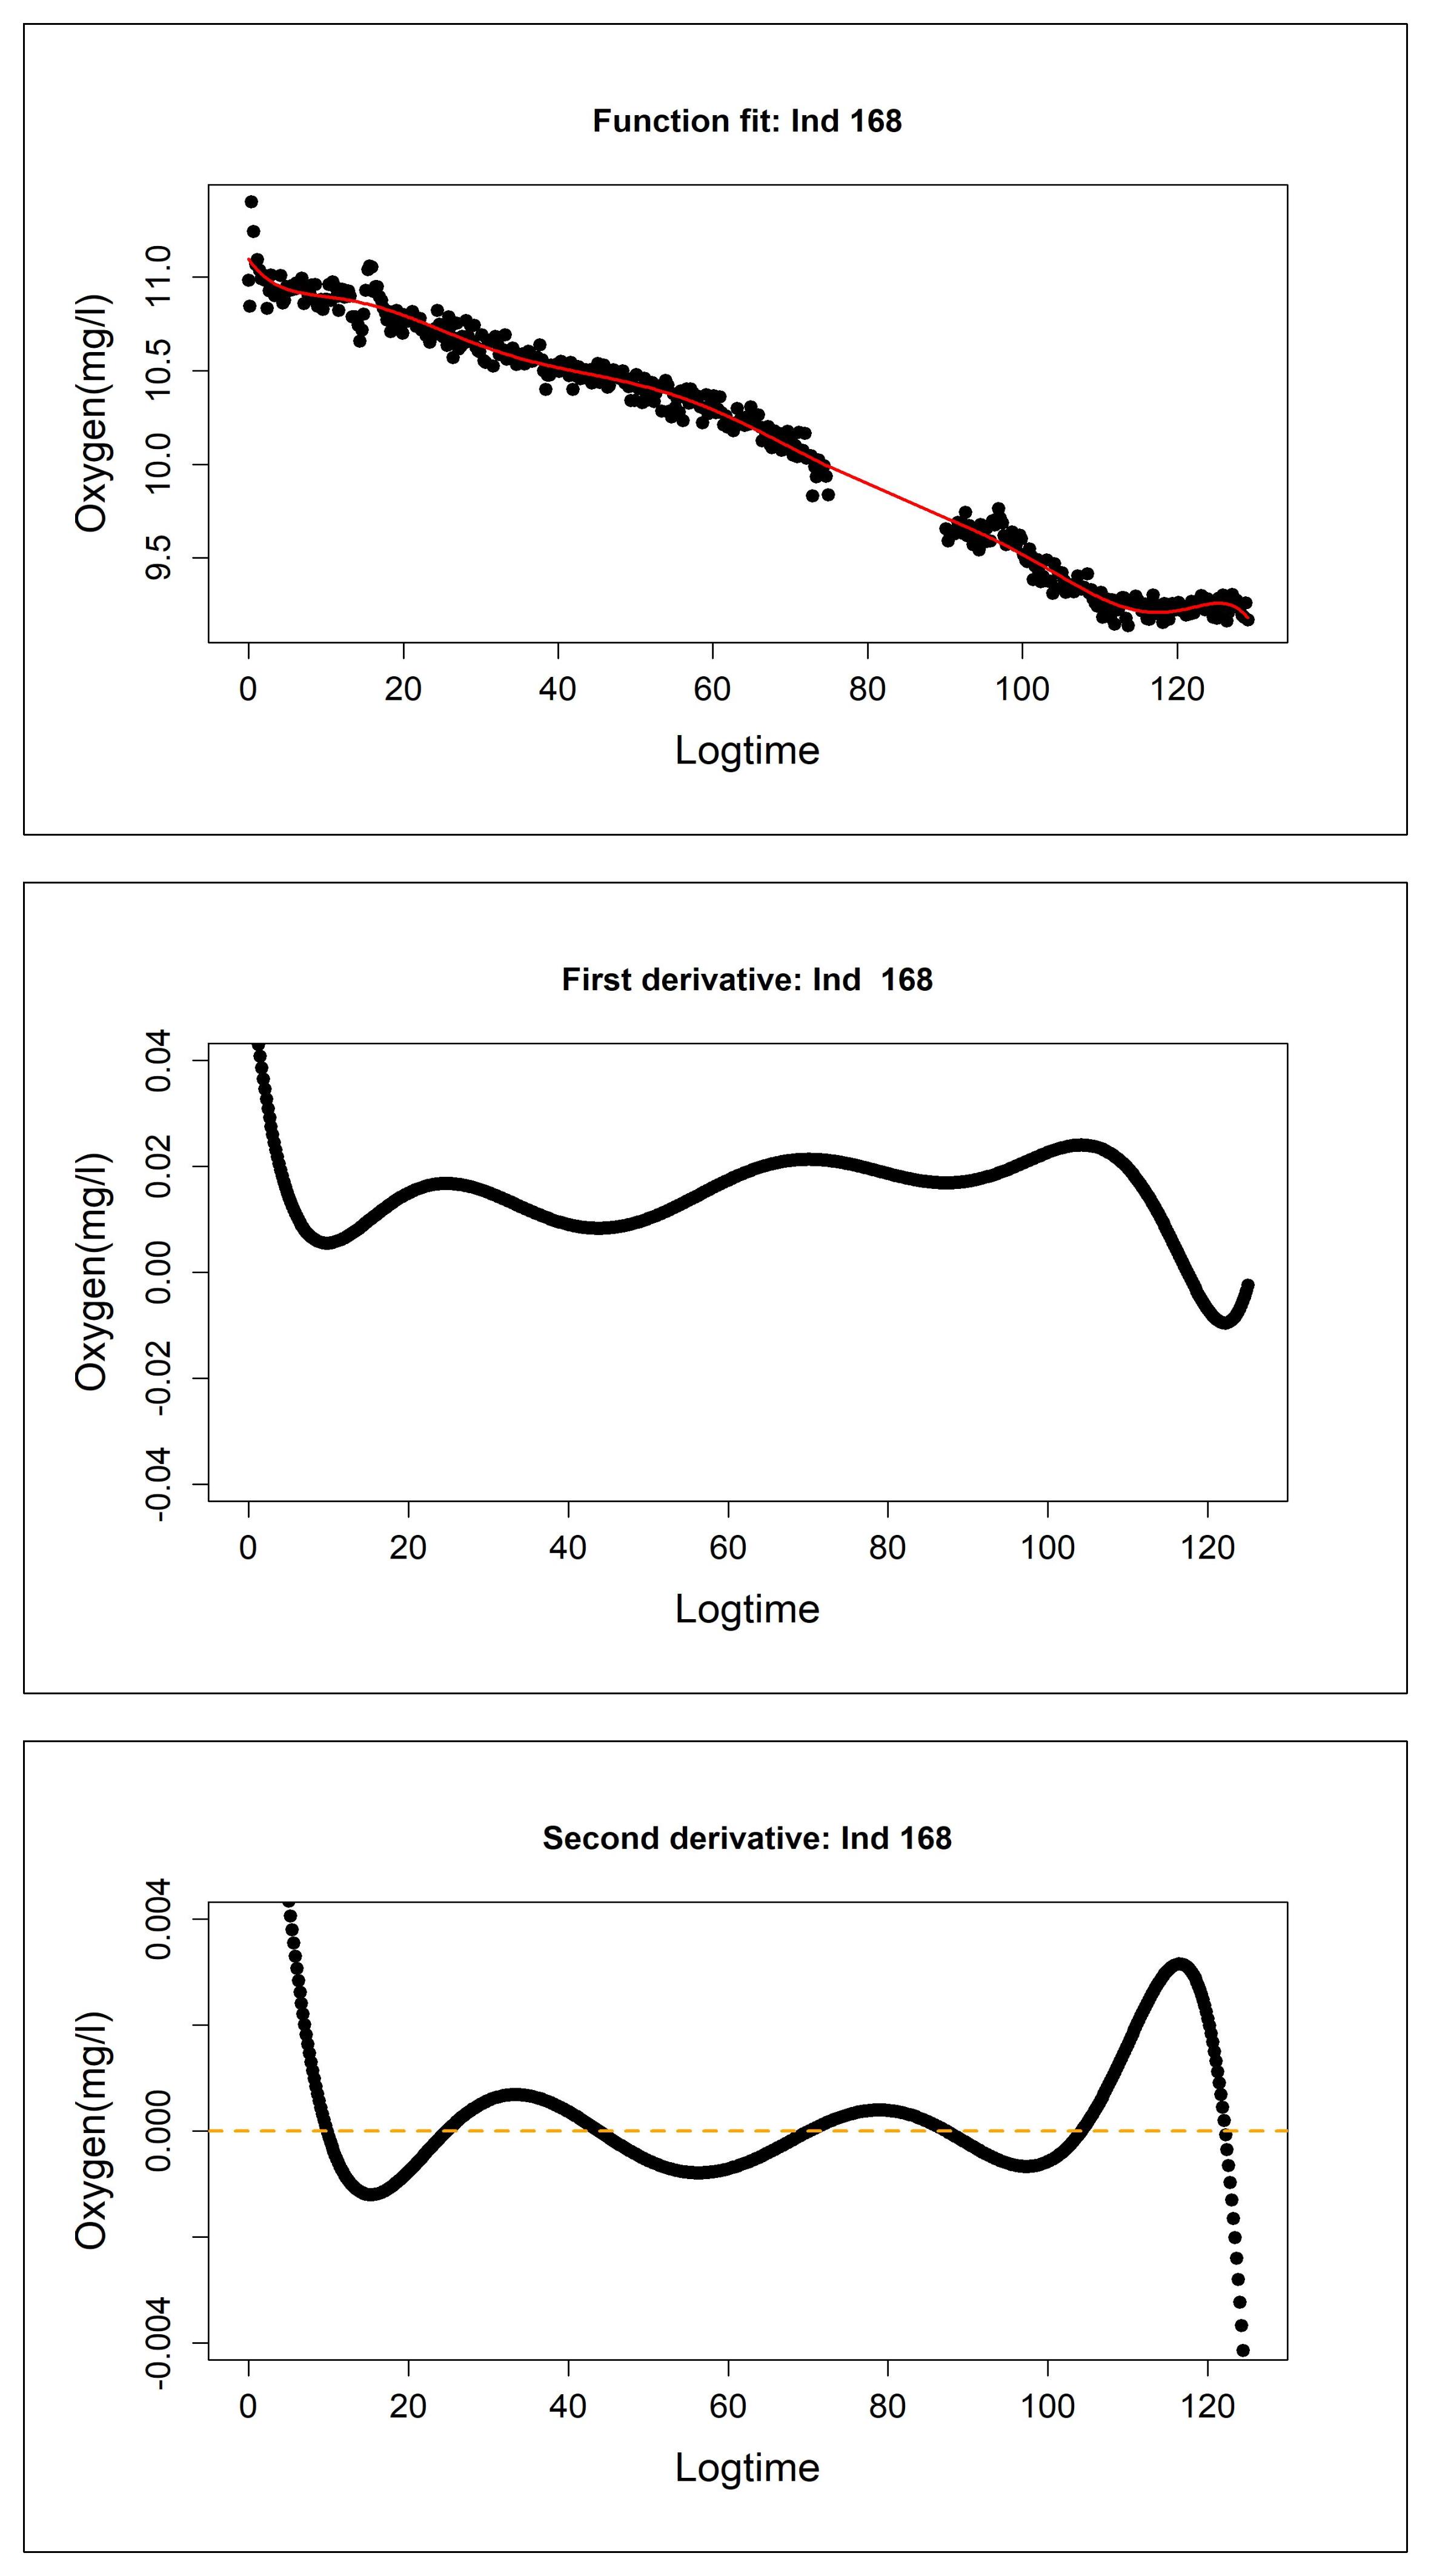 Function fit: Ind 168
Oxygen(mg/l)
11.0
10.5
10.0
9.5
0 20 40 60 80 100 120
Logtime
First derivative: Ind  168
Oxygen(mg/l)
0.04
0.02
0.00
-0.02
-0.04
0 20 40 60 80 100 120
Logtime
Second derivative: Ind 168
Oxygen(mg/l)
0.004
0.000
-0.004
0 20 40 60 80 100 120
Logtime